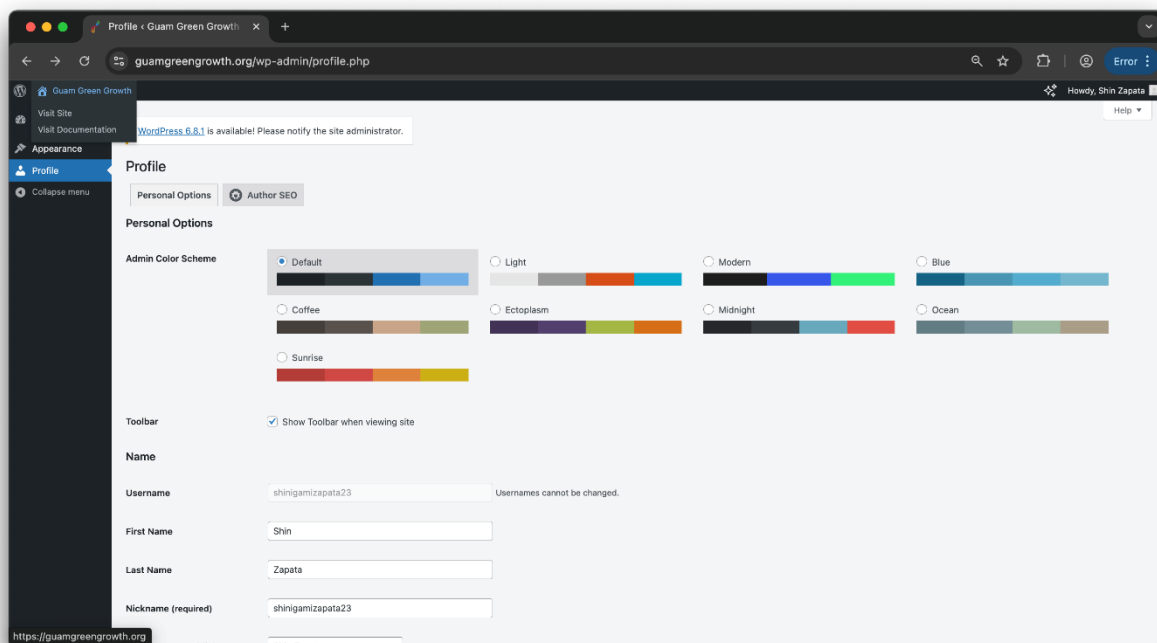 Profile ‹ Guam Green Growth
guamgreengrowth.org/wp-admin/profile.php
Error
Guam Green Growth
Howdy, Shin Zapata
Visit Site
Visit Documentation
Help
WordPress 6.8.1 is available! Please notify the site administrator.
Appearance
Profile
Collapse menu
Profile
Personal Options
Author SEO
Personal Options
Admin Color Scheme
Default
Light
Modern
Blue
Coffee
Ectoplasm
Midnight
Ocean
Sunrise
Toolbar
Show Toolbar when viewing site
Name
Username
shinigamizapata23
Usernames cannot be changed.
First Name
Shin
Last Name
Zapata
Nickname (required)
shinigamizapata23
https://guamgreengrowth.org